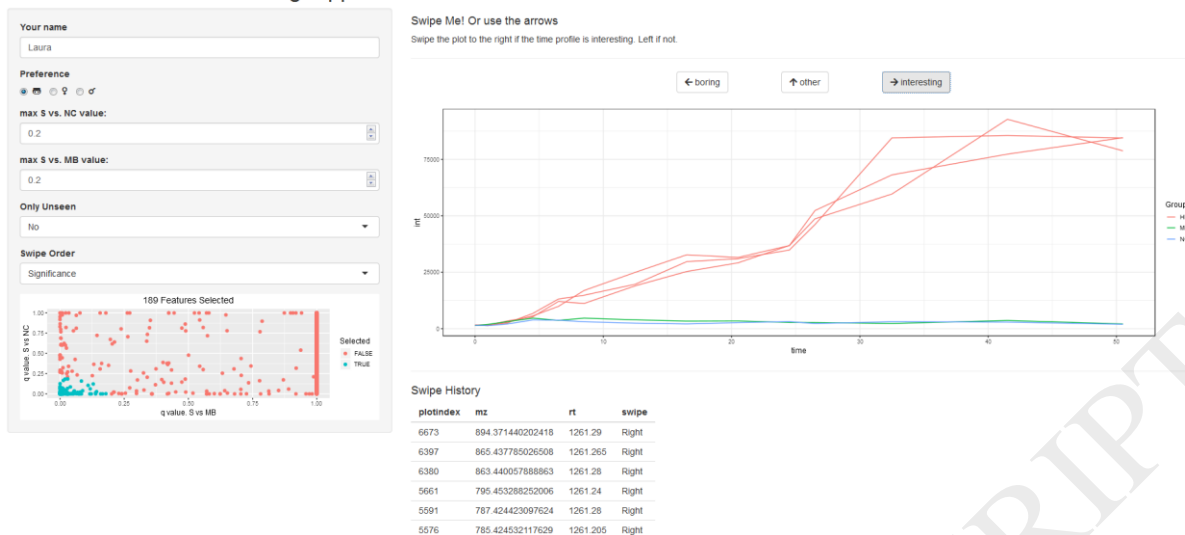 Your name
Laura
Preference
♀ ♂
max S vs. NC value:
0.2
max S vs. MB value:
0.2
Only Unseen
No
Swipe Order
Significance
189 Features Selected
1.00
0.75
0.50
0.25
0.00
q value. S vs NC
0.00 0.25 0.50 0.75 1.00
q value. S vs MB
Selected
FALSE
TRUE
Swipe Me! Or use the arrows
Swipe the plot to the right if the time profile is interesting. Left if not.
← boring ↑ other → interesting
75000
50000
25000
0
int
0 10 20 30 40 50
time
Group
H
M
N
Swipe History
plotindex mz rt swipe
6673 894.371440202418 1261.29 Right
6397 865.437785026508 1261.265 Right
6380 863.440057888863 1261.28 Right
5661 795.453288252006 1261.24 Right
5591 787.424423097624 1261.28 Right
5576 785.424532117629 1261.205 Right
RIPT